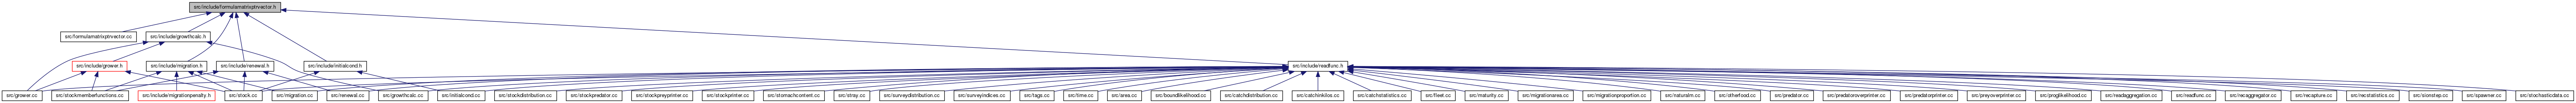 src/include/formulamatrixptrvector.h
src/formulamatrixptrvector.cc
src/include/growthcalc.h
src/include/grower.h
src/include/migration.h
src/include/renewal.h
src/include/initialcond.h
src/include/readfunc.h
src/grower.cc
src/stockmemberfunctions.cc
src/include/migrationpenalty.h
src/stock.cc
src/migration.cc
src/renewal.cc
src/growthcalc.cc
src/initialcond.cc
src/stockdistribution.cc
src/stockpredator.cc
src/stockpreyprinter.cc
src/stockprinter.cc
src/stomachcontent.cc
src/stray.cc
src/surveydistribution.cc
src/surveyindices.cc
src/tags.cc
src/time.cc
src/area.cc
src/boundlikelihood.cc
src/catchdistribution.cc
src/catchinkilos.cc
src/catchstatistics.cc
src/fleet.cc
src/maturity.cc
src/migrationarea.cc
src/migrationproportion.cc
src/naturalm.cc
src/otherfood.cc
src/predator.cc
src/predatoroverprinter.cc
src/predatorprinter.cc
src/preyoverprinter.cc
src/proglikelihood.cc
src/readaggregation.cc
src/readfunc.cc
src/recaggregator.cc
src/recapture.cc
src/recstatistics.cc
src/sionstep.cc
src/spawner.cc
src/stochasticdata.cc